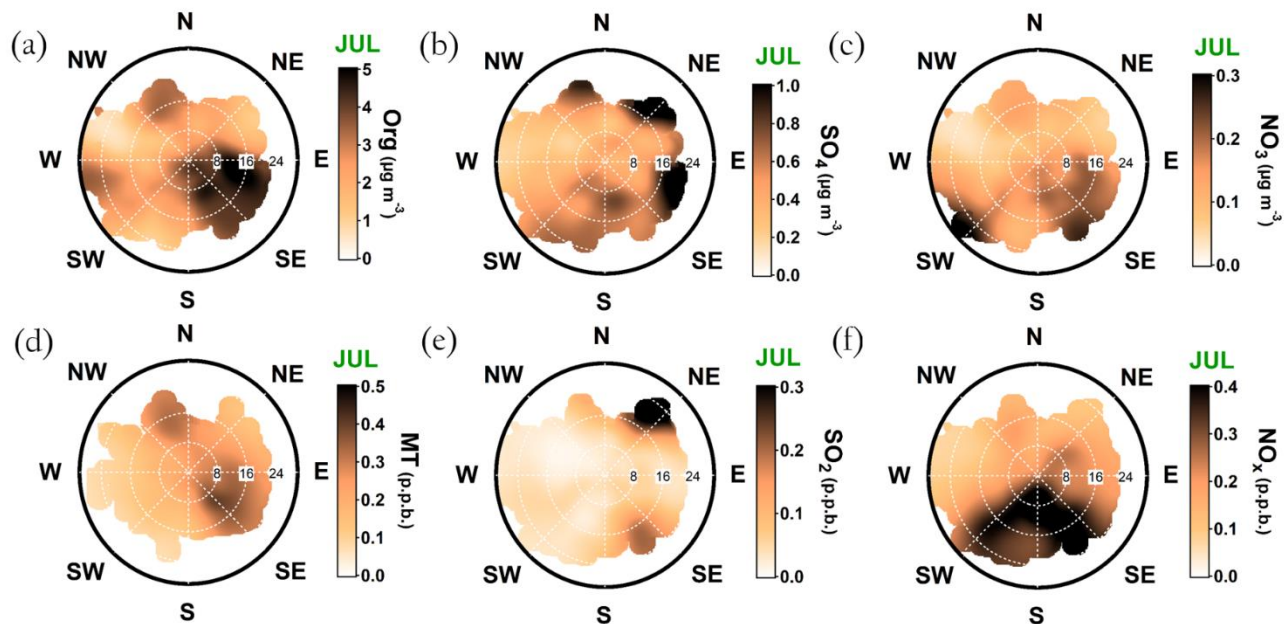 (a)
N
NW
NE
W
E
SW
SE
S
8
16
24
JUL
5
4
3
2
1
0
Org (µg m⁻³)
(b)
N
NW
NE
W
E
SW
SE
S
8
16
24
JUL
1.0
0.8
0.6
0.4
0.2
0.0
SO₄ (µg m⁻³)
(c)
N
NW
NE
W
E
SW
SE
S
8
16
24
JUL
0.3
0.2
0.1
0.0
NO₃ (µg m⁻³)
(d)
N
NW
NE
W
E
SW
SE
S
8
16
24
JUL
0.5
0.4
0.3
0.2
0.1
0.0
MT (p.p.b.)
(e)
N
NW
NE
W
E
SW
SE
S
8
16
24
JUL
0.3
0.2
0.1
0.0
SO₂ (p.p.b.)
(f)
N
NW
NE
W
E
SW
SE
S
8
16
24
JUL
0.4
0.3
0.2
0.1
0.0
NOₓ (p.p.b.)